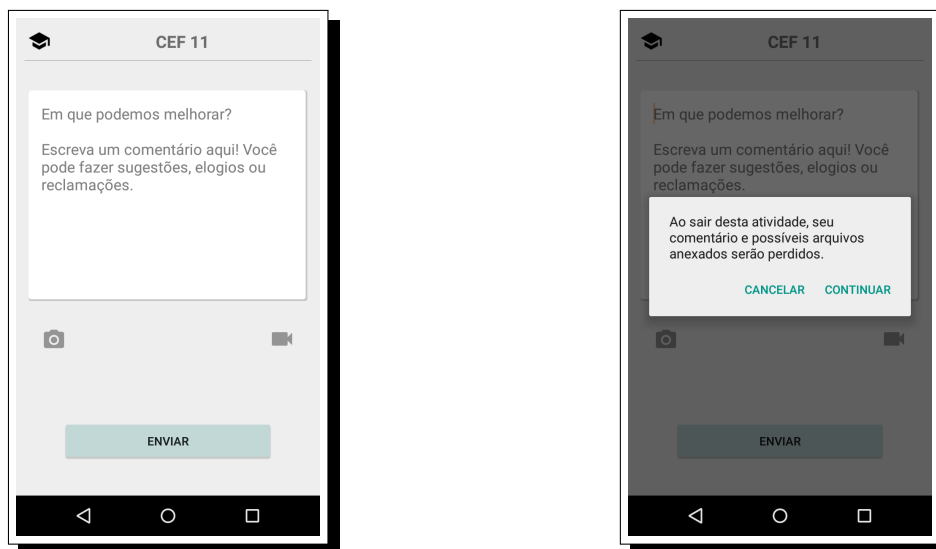 CEF 11
Em que podemos melhorar?
Escreva um comentário aqui! Você
pode fazer sugestões, elogios ou
reclamações.
ENVIAR
CEF 11
Em que podemos melhorar?
Escreva um comentário aqui! Você
pode fazer sugestões, elogios ou
reclamações.
Ao sair desta atividade, seu
comentário e possíveis arquivos
anexados serão perdidos.
CANCELAR CONTINUAR
ENVIAR